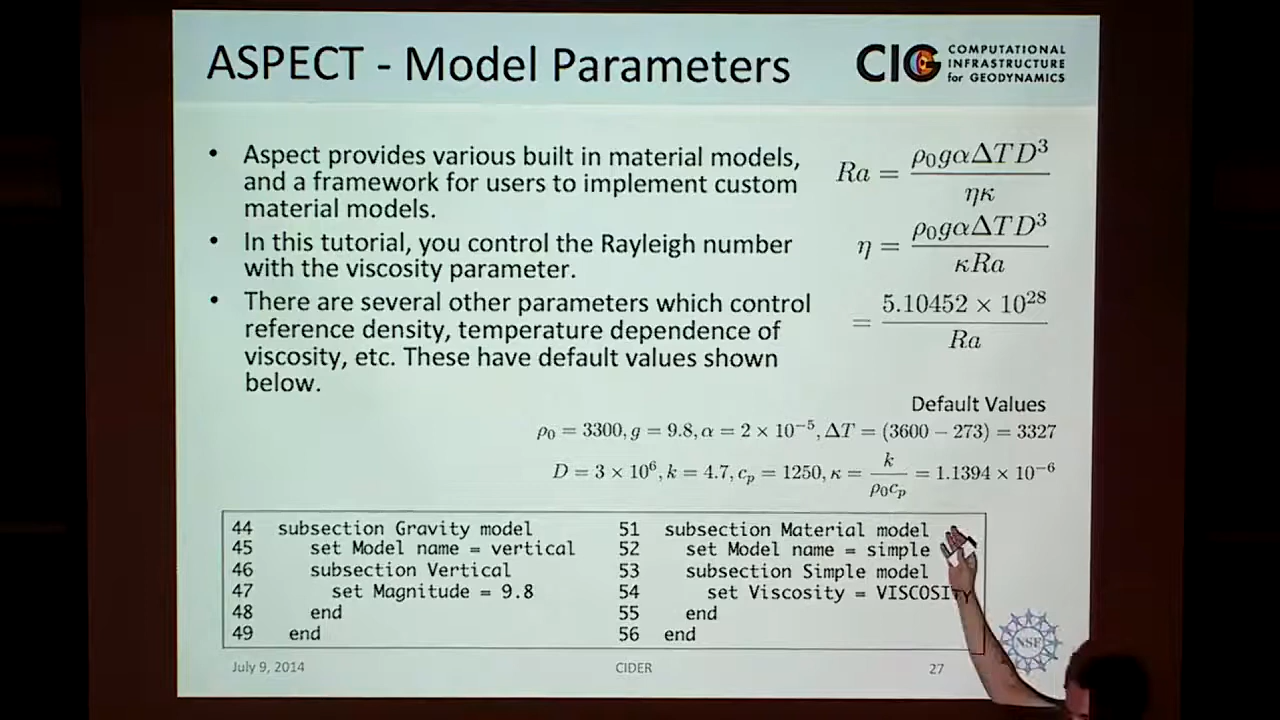 ASPECT - Model Parameters
CIG COMPUTATIONAL
INFRASTRUCTURE
for GEODYNAMICS
• Aspect provides various built in material models,
and a framework for users to implement custom
material models.
• In this tutorial, you control the Rayleigh number
with the viscosity parameter.
• There are several other parameters which control
reference density, temperature dependence of
viscosity, etc. These have default values shown
below.
Ra = ρ₀gαΔTD³ / ηκ
η = ρ₀gαΔTD³ / κRa
= 5.10452 × 10²⁸ / Ra
Default Values
ρ₀ = 3300, g = 9.8, α = 2 × 10⁻⁵, ΔT = (3600 − 273) = 3327
D = 3 × 10⁶, k = 4.7, cₚ = 1250, κ = k / ρ₀cₚ = 1.1394 × 10⁻⁶
44 subsection Gravity model
45 set Model name = vertical
46 subsection Vertical
47 set Magnitude = 9.8
48 end
49 end
51 subsection Material model
52 set Model name = simple
53 subsection Simple model
54 set Viscosity = VISCOSITY
55 end
56 end
NSF
July 9, 2014
CIDER
27